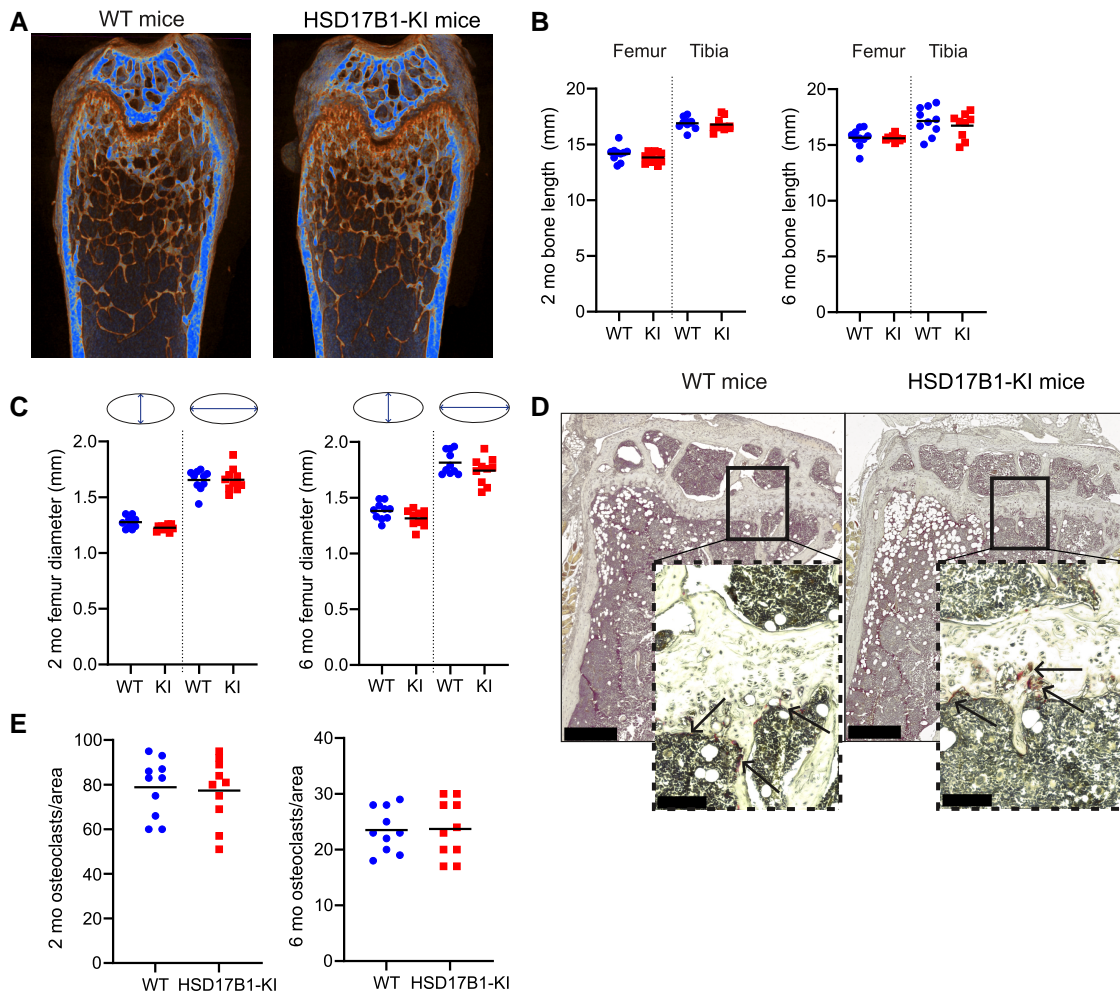 A
WT mice
HSD17B1-KI mice
B
Femur
Tibia
2 mo bone length (mm)
20
15
10
5
0
WT
KI
WT
KI
Femur
Tibia
6 mo bone length (mm)
20
15
10
5
0
WT
KI
WT
KI
C
2 mo femur diameter (mm)
2.0
1.5
1.0
0.5
0.0
WT
KI
WT
KI
6 mo femur diameter (mm)
2.0
1.5
1.0
0.5
0.0
WT
KI
WT
KI
D
WT mice
HSD17B1-KI mice
E
2 mo osteoclasts/area
100
80
60
40
20
0
WT
HSD17B1-KI
6 mo osteoclasts/area
40
30
20
10
0
WT
HSD17B1-KI